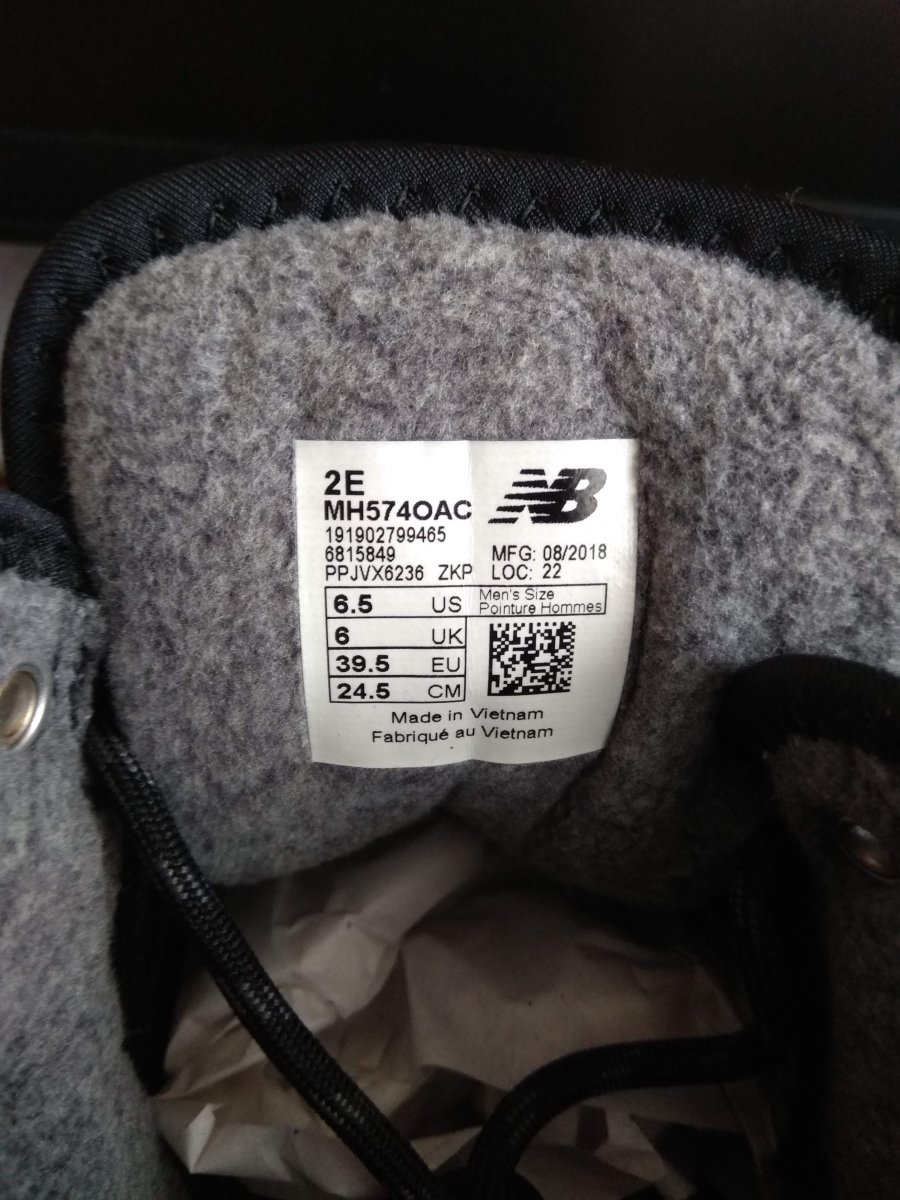 2E
MH574OAC
NB
191902799465
6815849
MFG: 08/2018
PPJVX6236 ZKP
LOC: 22
6.5 US
Men's Size
Pointure Hommes
6 UK
39.5 EU
24.5 CM
Made in Vietnam
Fabriqué au Vietnam